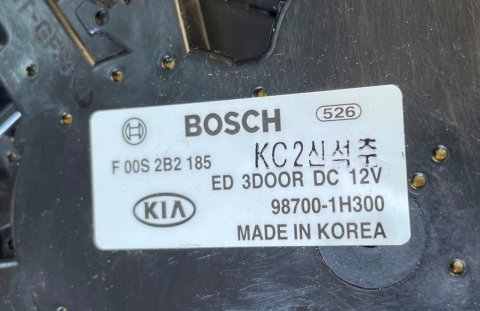 BOSCH 526
F 00S 2B2 185 KC2신석주
ED 3DOOR DC 12V
KIA 98700-1H300
MADE IN KOREA